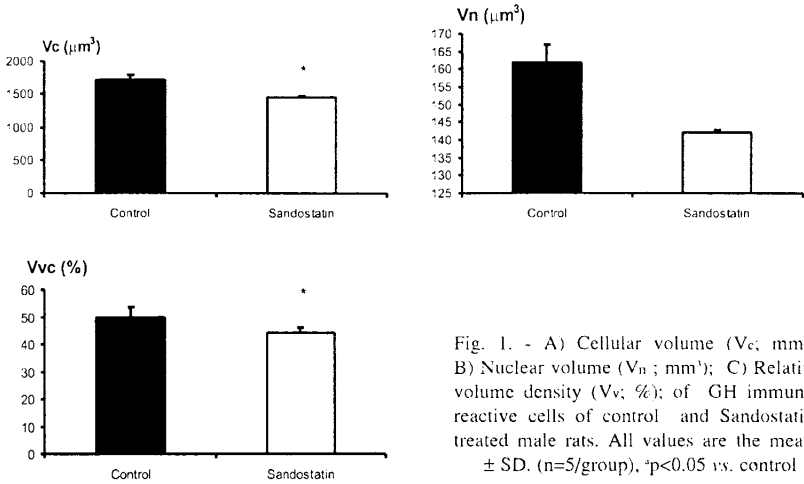 Vc (µm³)
2000
1500
1000
500
0
*
Control
Sandostatin
Vn (µm³)
170
165
160
155
150
145
140
135
130
125
Control
Sandostatin
Vvc (%)
60
50
40
30
20
10
0
*
Control
Sandostatin
Fig. 1. - A) Cellular volume (Vc; mm
B) Nuclear volume (Vn ; mm³); C) Relati
volume density (Vv; %); of GH immun
reactive cells of control and Sandostati
treated male rats. All values are the mea
± SD. (n=5/group), ᵃp<0.05 vs. control